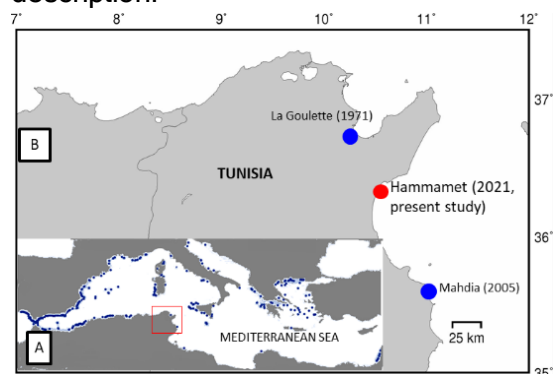 description.
7° 8° 9° 10° 11° 12°
37°
La Goulette (1971)
B
TUNISIA
Hammamet (2021,
present study)
36°
Mahdia (2005)
25 km
MEDITERRANEAN SEA
A
35°